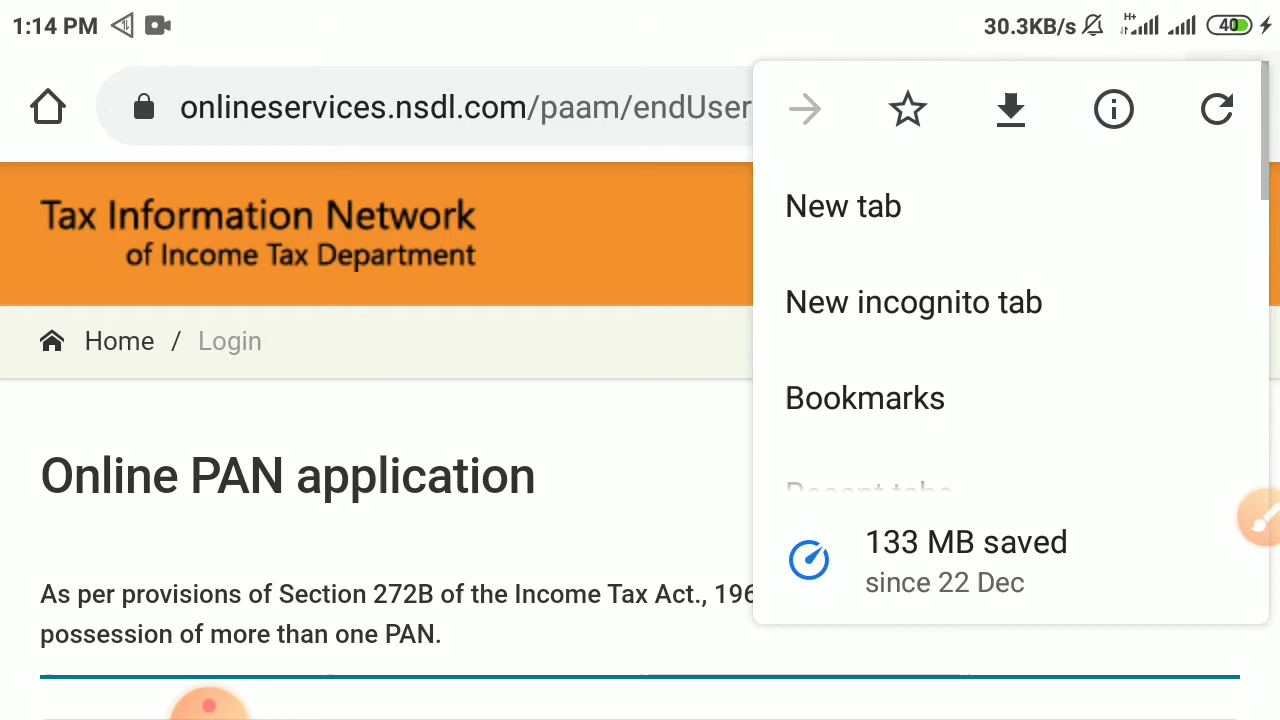 1:14 PM
30.3KB/s
H+
40
onlineservices.nsdl.com/paam/endUser
Tax Information Network
of Income Tax Department
Home / Login
Online PAN application
As per provisions of Section 272B of the Income Tax Act., 196
possession of more than one PAN.
New tab
New incognito tab
Bookmarks
Recent tabs
133 MB saved
since 22 Dec